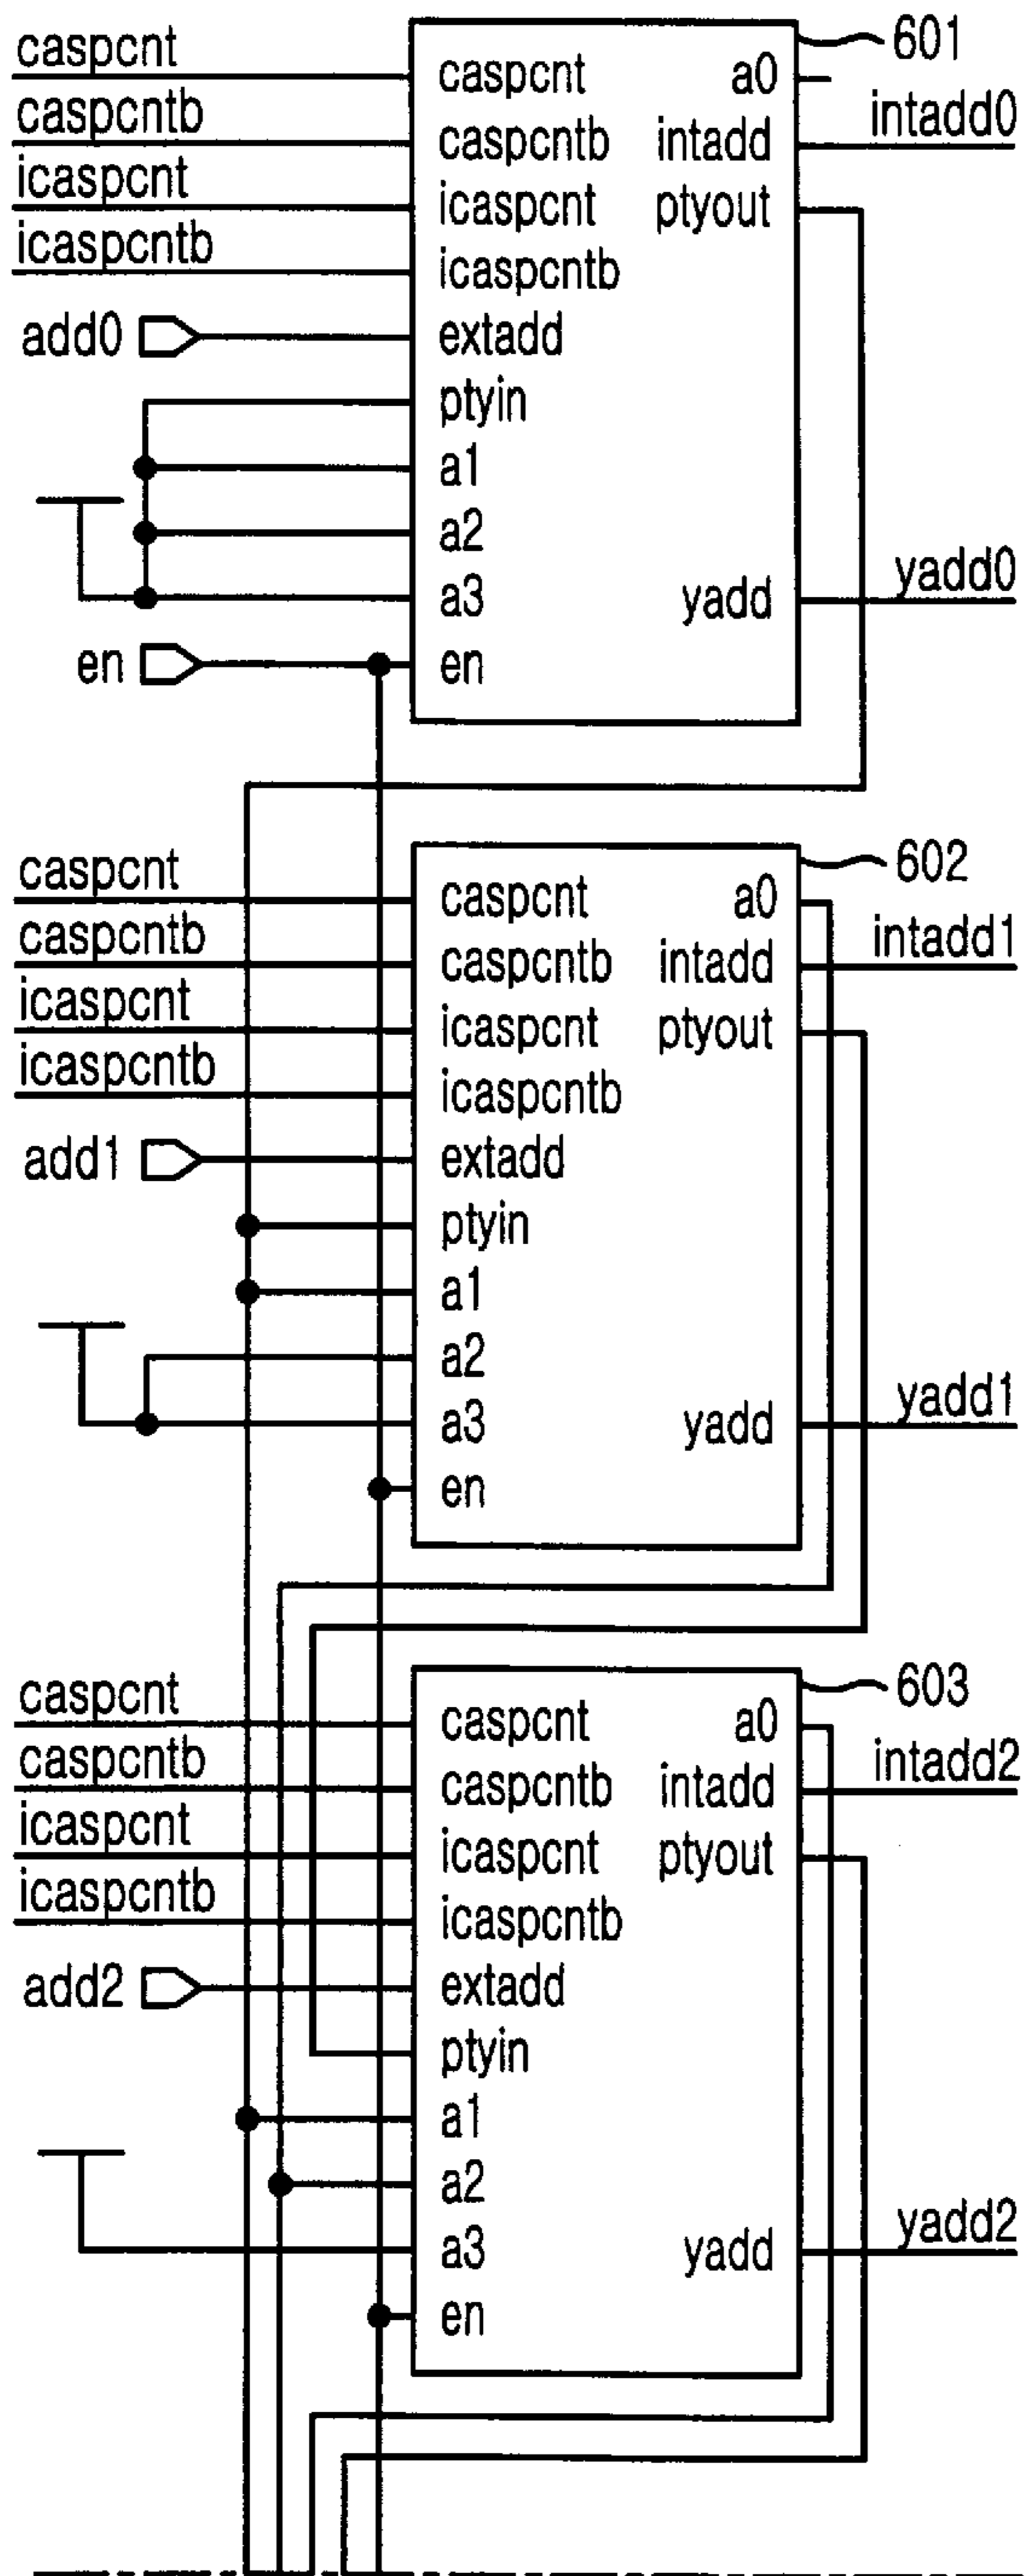 caspcnt
caspcntb
icaspcnt
icaspcntb
add0
en
caspcnt a0
caspcntb intadd
icaspcnt ptyout
icaspcntb
extadd
ptyin
a1
a2
a3 yadd
en
601
intadd0
yadd0
caspcnt
caspcntb
icaspcnt
icaspcntb
add1
caspcnt a0
caspcntb intadd
icaspcnt ptyout
icaspcntb
extadd
ptyin
a1
a2
a3 yadd
en
602
intadd1
yadd1
caspcnt
caspcntb
icaspcnt
icaspcntb
add2
caspcnt a0
caspcntb intadd
icaspcnt ptyout
icaspcntb
extadd
ptyin
a1
a2
a3 yadd
en
603
intadd2
yadd2